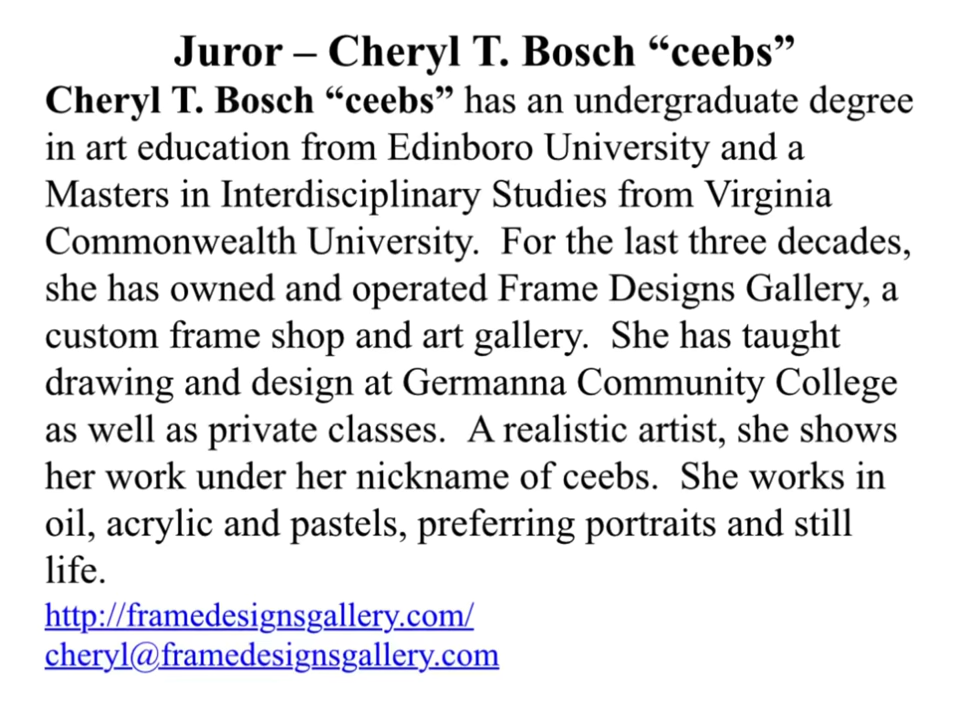 Juror – Cheryl T. Bosch “ceebs”
Cheryl T. Bosch “ceebs” has an undergraduate degree
in art education from Edinboro University and a
Masters in Interdisciplinary Studies from Virginia
Commonwealth University.  For the last three decades,
she has owned and operated Frame Designs Gallery, a
custom frame shop and art gallery.  She has taught
drawing and design at Germanna Community College
as well as private classes.  A realistic artist, she shows
her work under her nickname of ceebs.  She works in
oil, acrylic and pastels, preferring portraits and still
life.
http://framedesignsgallery.com/
cheryl@framedesignsgallery.com